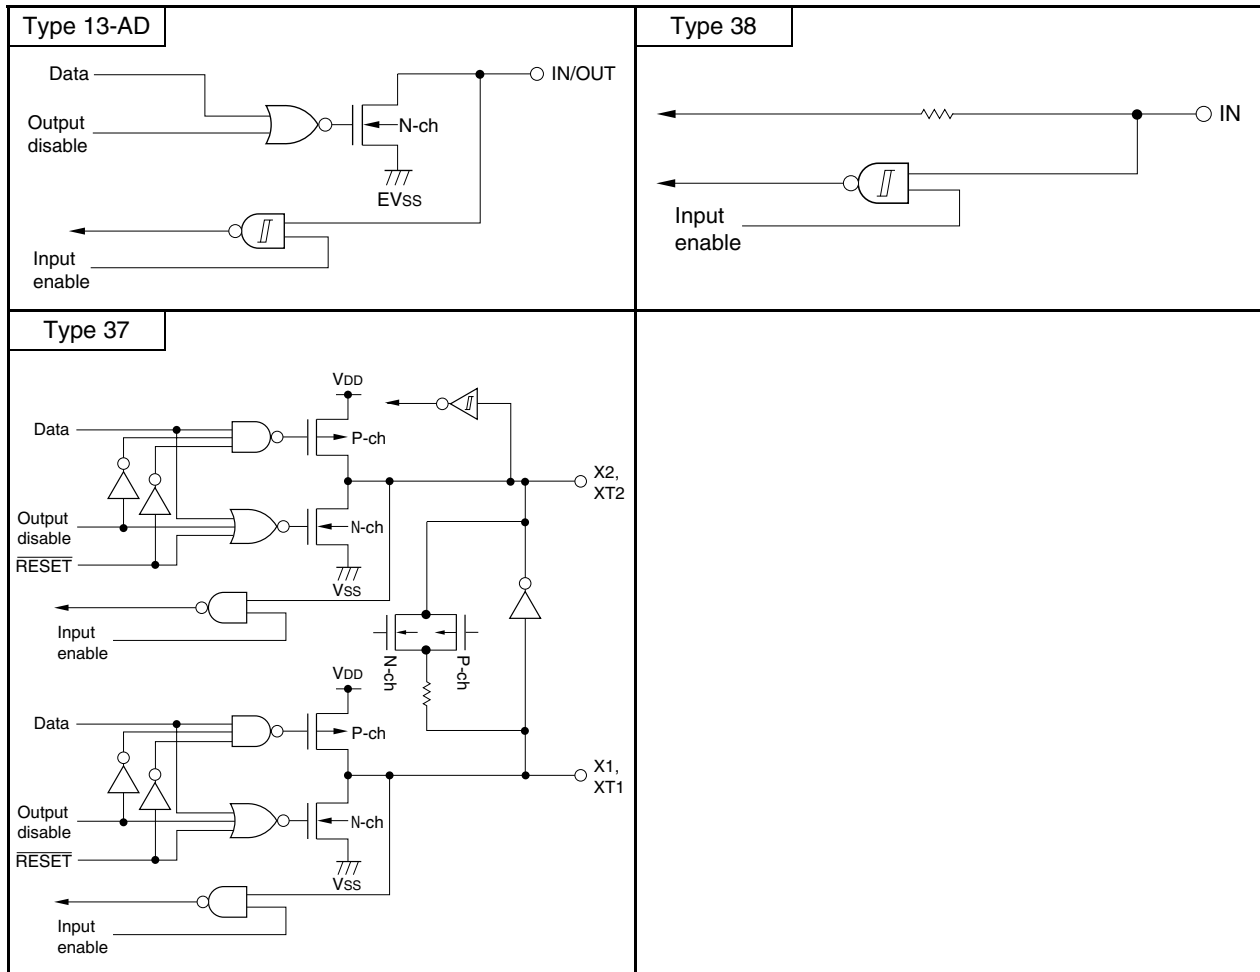 Type 13-AD
Data
IN/OUT
Output
disable
N-ch
EVSS
Input
enable
Type 38
IN
Input
enable
Type 37
VDD
Data
P-ch
X2,
XT2
Output
disable
N-ch
RESET
VSS
Input
enable
N-ch
P-ch
VDD
Data
P-ch
X1,
XT1
Output
disable
N-ch
RESET
VSS
Input
enable